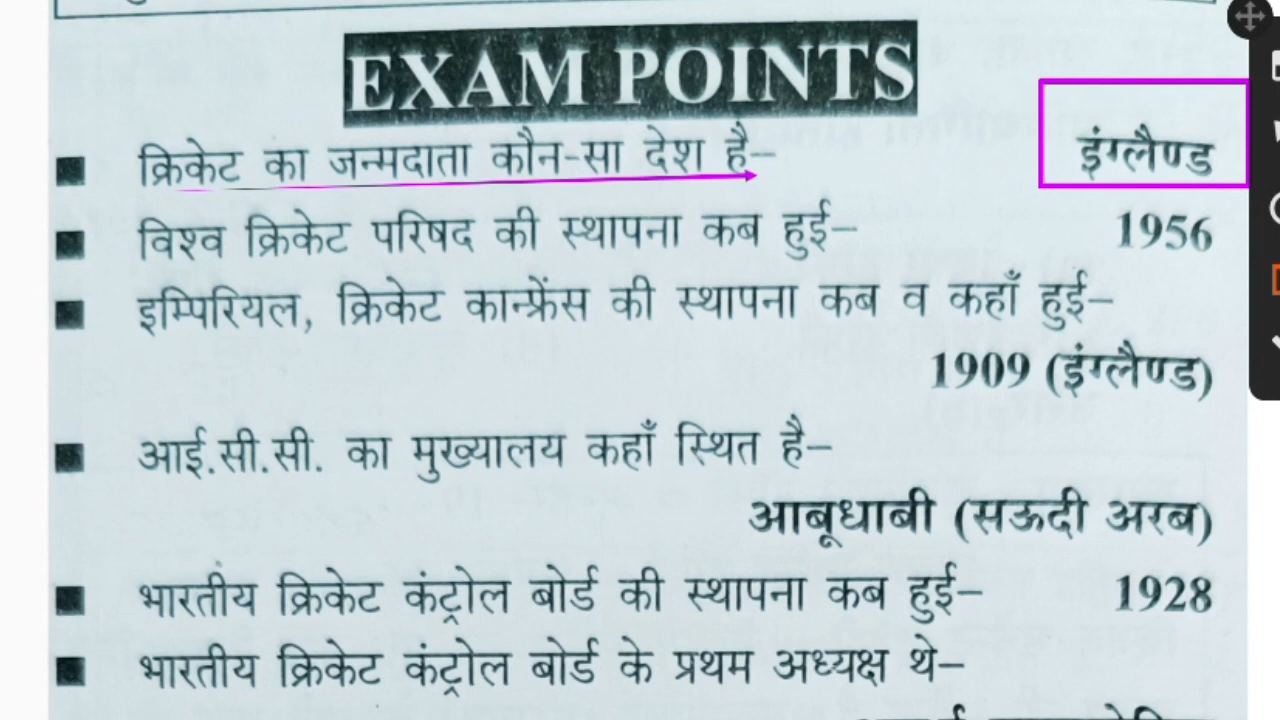 EXAM POINTS
क्रिकेट का जन्मदाता कौन-सा देश है– इंग्लैण्ड
विश्व क्रिकेट परिषद की स्थापना कब हुई– 1956
इम्पिरियल, क्रिकेट कान्फ्रेंस की स्थापना कब व कहाँ हुई–
1909 (इंग्लैण्ड)
आई.सी.सी. का मुख्यालय कहाँ स्थित है–
आबूधाबी (सऊदी अरब)
भारतीय क्रिकेट कंट्रोल बोर्ड की स्थापना कब हुई– 1928
भारतीय क्रिकेट कंट्रोल बोर्ड के प्रथम अध्यक्ष थे–